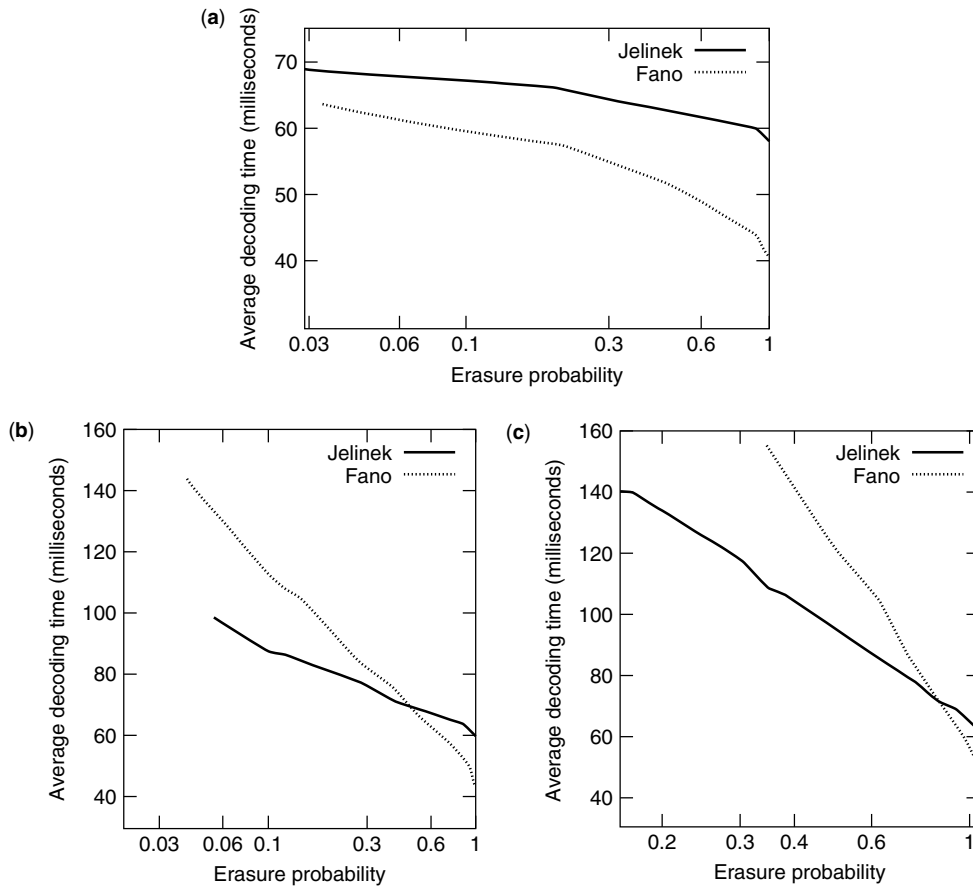 (a)
Average decoding time (milliseconds)
70
60
50
40
Jelinek
Fano
0.03 0.06 0.1 0.3 0.6 1
Erasure probability
(b)
Average decoding time (milliseconds)
160
140
120
100
80
60
40
Jelinek
Fano
0.03 0.06 0.1 0.3 0.6 1
Erasure probability
(c)
Average decoding time (milliseconds)
160
140
120
100
80
60
40
Jelinek
Fano
0.2 0.3 0.4 0.6 1
Erasure probability